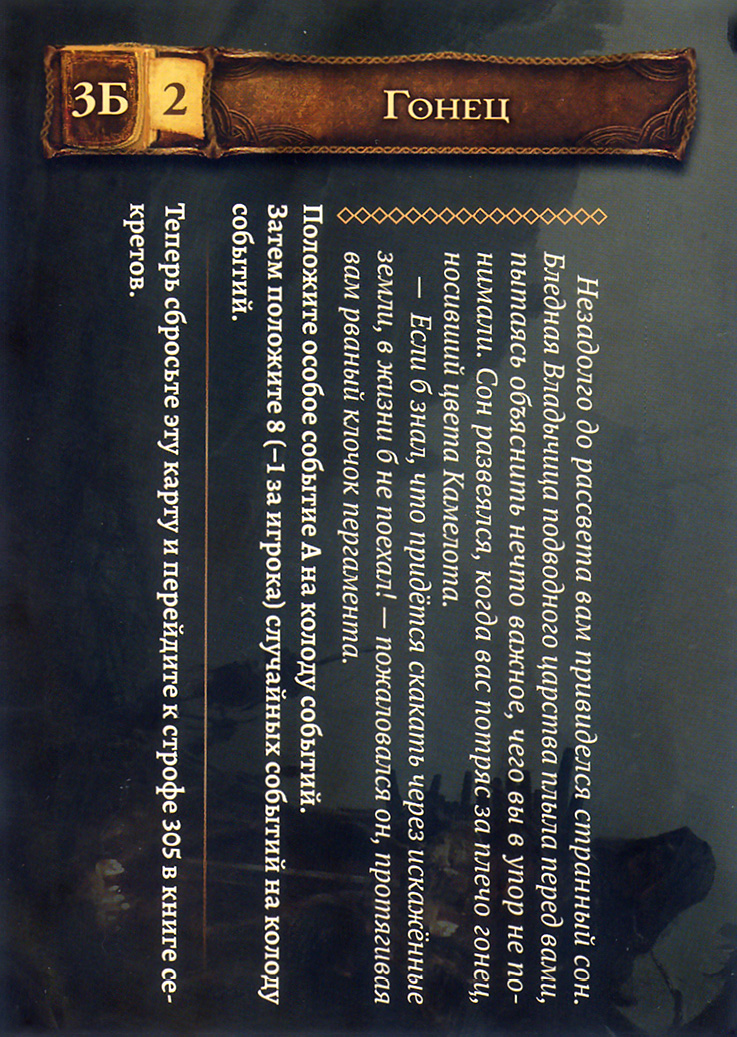 3Б
2
Гонец
Незадолго до рассвета вам привиделся странный сон.
Бледная Владычица подводного царства плыла перед вами,
пытаясь объяснить нечто важное, чего вы в упор не по-
нимали. Сон развеялся, когда вас потряс за плечо гонец,
носивший цвета Камелота.
— Если б знал, что придётся скакать через искажённые
земли, в жизни б не поехал! — пожаловался он, протягивая
вам рваный клочок пергамента.
Положите особое событие А на колоду событий.
Затем положите 8 (–1 за игрока) случайных событий на колоду
событий.
Теперь сбросьте эту карту и перейдите к строфе 305 в книге се-
кретов.